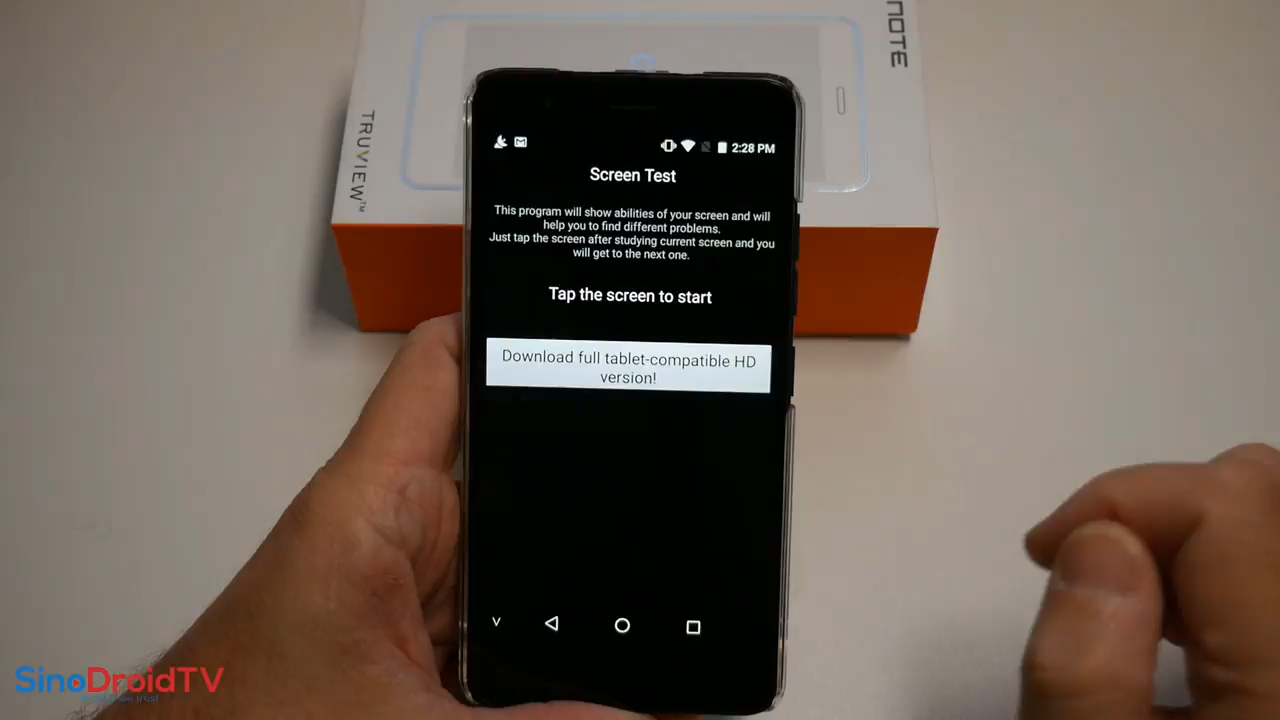 NOTE
TRUVIEW™
2:28 PM
Screen Test
This program will show abilities of your screen and will
help you to find different problems.
Just tap the screen after studying current screen and you
will get to the next one.
Tap the screen to start
Download full tablet-compatible HD
version!
SinoDroidTV